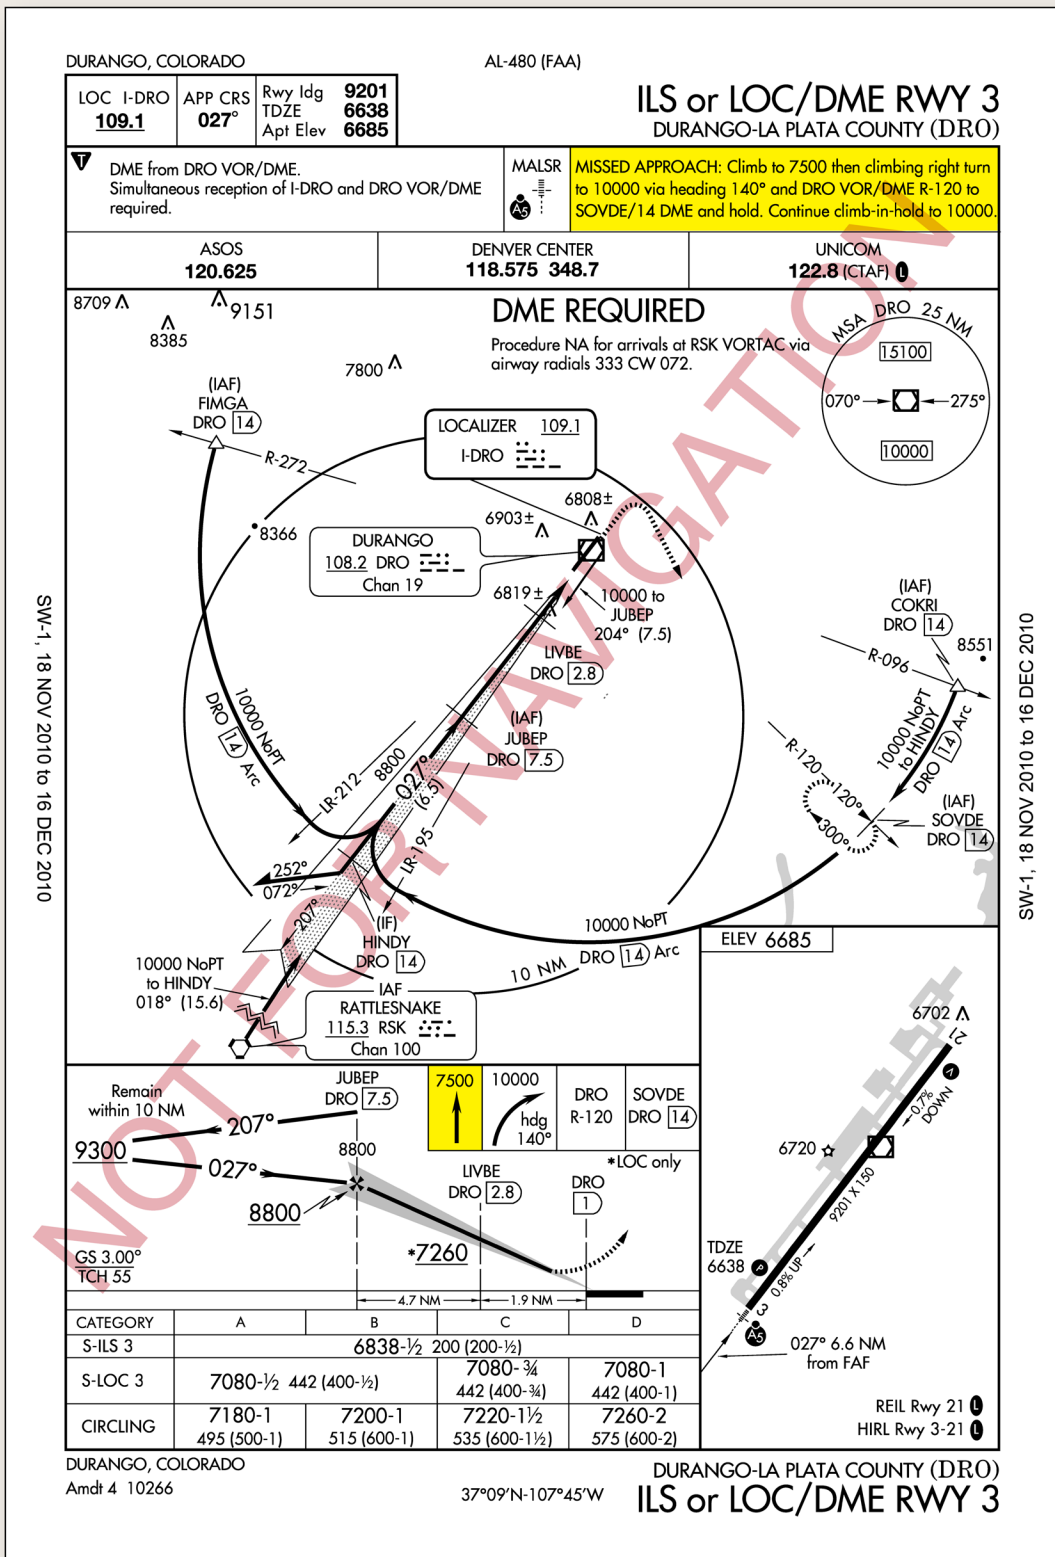 DURANGO, COLORADO
AL-480 (FAA)
LOC I-DRO
109.1
APP CRS
027°
Rwy ldg 9201
TDZE 6638
Apt Elev 6685
ILS or LOC/DME RWY 3
DURANGO-LA PLATA COUNTY (DRO)
T
DME from DRO VOR/DME.
Simultaneous reception of I-DRO and DRO VOR/DME
required.
MALSR
A5
MISSED APPROACH: Climb to 7500 then climbing right turn
to 10000 via heading 140° and DRO VOR/DME R-120 to
SOVDE/14 DME and hold. Continue climb-in-hold to 10000.
ASOS
120.625
DENVER CENTER
118.575 348.7
UNICOM
122.8 (CTAF) L
8709
9151
8385
7800
DME REQUIRED
Procedure NA for arrivals at RSK VORTAC via
airway radials 333 CW 072.
MSA DRO 25 NM
15100
070°
275°
10000
(IAF)
FIMGA
DRO 14
R-272
LOCALIZER 109.1
I-DRO
8366
6808±
6903±
DURANGO
108.2 DRO
Chan 19
6819±
10000 to
JUBEP
204° (7.5)
LIVBE
DRO 2.8
(IAF)
COKRI
DRO 14
8551
R-096
10000 NoPT
to HINDY
DRO 14 Arc
10000 NoPT
DRO 14 Arc
(IAF)
JUBEP
DRO 7.5
R-120
120°
300°
(IAF)
SOVDE
DRO 14
LR-212
8800
027°
(6.5)
LR-195
252°
072°
207°
(IF)
HINDY
DRO 14
10000 NoPT
DRO 14 Arc
10 NM
10000 NoPT
to HINDY
018° (15.6)
IAF
RATTLESNAKE
115.3 RSK
Chan 100
ELEV 6685
6702
21
0.7%
DOWN
V
6720
9201 X 150
TDZE
6638
P
0.8% UP
3
A5
027° 6.6 NM
from FAF
REIL Rwy 21 L
HIRL Rwy 3-21 L
Remain
within 10 NM
JUBEP
DRO 7.5
207°
9300
027°
8800
8800
7500
10000
hdg
140°
DRO
R-120
SOVDE
DRO 14
*LOC only
LIVBE
DRO 2.8
DRO
1
*7260
GS 3.00°
TCH 55
4.7 NM
1.9 NM
CATEGORY A B C D
S-ILS 3 6838-½ 200 (200-½)
S-LOC 3 7080-½ 442 (400-½) 7080-¾ 442 (400-¾) 7080-1 442 (400-1)
CIRCLING 7180-1 495 (500-1) 7200-1 515 (600-1) 7220-1½ 535 (600-1½) 7260-2 575 (600-2)
DURANGO, COLORADO
Amdt 4 10266
37°09'N-107°45'W
DURANGO-LA PLATA COUNTY (DRO)
ILS or LOC/DME RWY 3
SW-1, 18 NOV 2010 to 16 DEC 2010
SW-1, 18 NOV 2010 to 16 DEC 2010
NOT FOR NAVIGATION